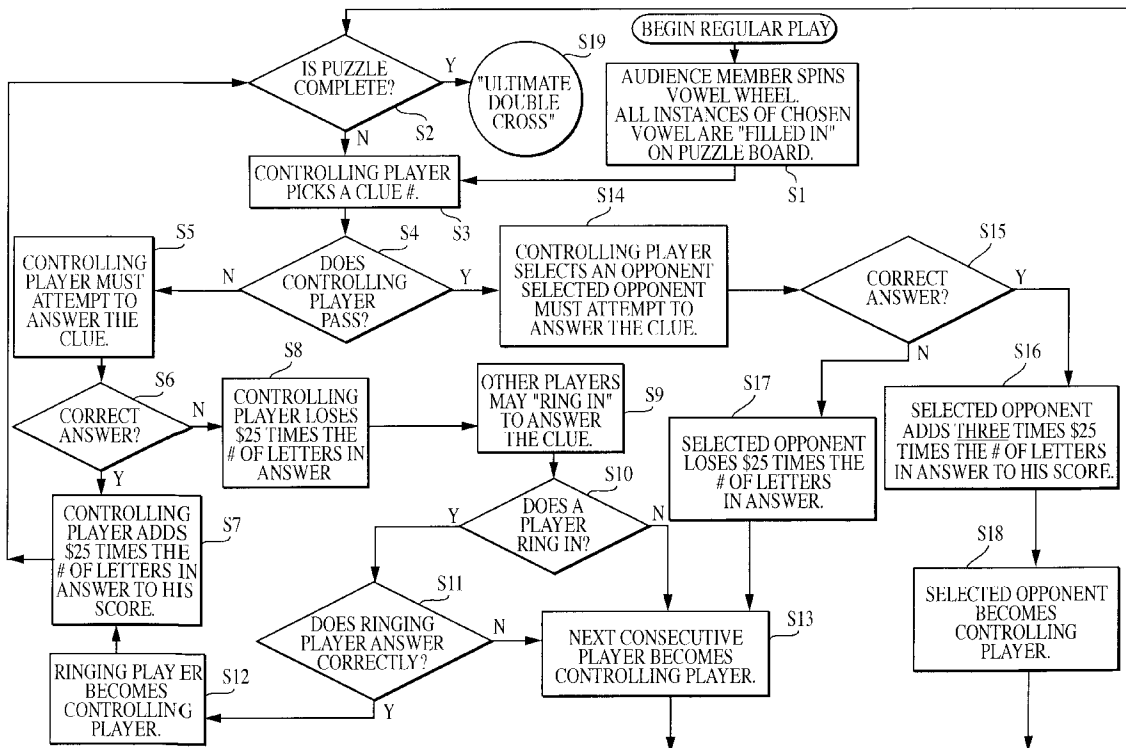 BEGIN REGULAR PLAY
AUDIENCE MEMBER SPINS
VOWEL WHEEL.
ALL INSTANCES OF CHOSEN
VOWEL ARE "FILLED IN"
ON PUZZLE BOARD.
S1
IS PUZZLE
COMPLETE?
Y
N
S2
S19
"ULTIMATE
DOUBLE
CROSS"
CONTROLLING PLAYER
PICKS A CLUE #.
S3
S4
DOES
CONTROLLING
PLAYER
PASS?
N
Y
S5
CONTROLLING
PLAYER MUST
ATTEMPT TO
ANSWER THE
CLUE.
S14
CONTROLLING PLAYER
SELECTS AN OPPONENT
SELECTED OPPONENT
MUST ATTEMPT TO
ANSWER THE CLUE.
S15
CORRECT
ANSWER?
Y
N
S6
CORRECT
ANSWER?
N
Y
S8
CONTROLLING
PLAYER LOSES
$25 TIMES THE
# OF LETTERS IN
ANSWER
OTHER PLAYERS
MAY "RING IN"
TO ANSWER
THE CLUE.
S9
S17
SELECTED OPPONENT
LOSES $25 TIMES THE
# OF LETTERS
IN ANSWER.
S16
SELECTED OPPONENT
ADDS THREE TIMES $25
TIMES THE # OF LETTERS
IN ANSWER TO HIS SCORE.
S7
CONTROLLING
PLAYER ADDS
$25 TIMES THE
# OF LETTERS IN
ANSWER TO HIS
SCORE.
S10
DOES A
PLAYER
RING IN?
Y
N
S11
DOES RINGING
PLAYER ANSWER
CORRECTLY?
N
Y
S13
NEXT CONSECUTIVE
PLAYER BECOMES
CONTROLLING PLAYER.
S18
SELECTED OPPONENT
BECOMES
CONTROLLING
PLAYER.
RINGING PLAYER
BECOMES
CONTROLLING
PLAYER.
S12